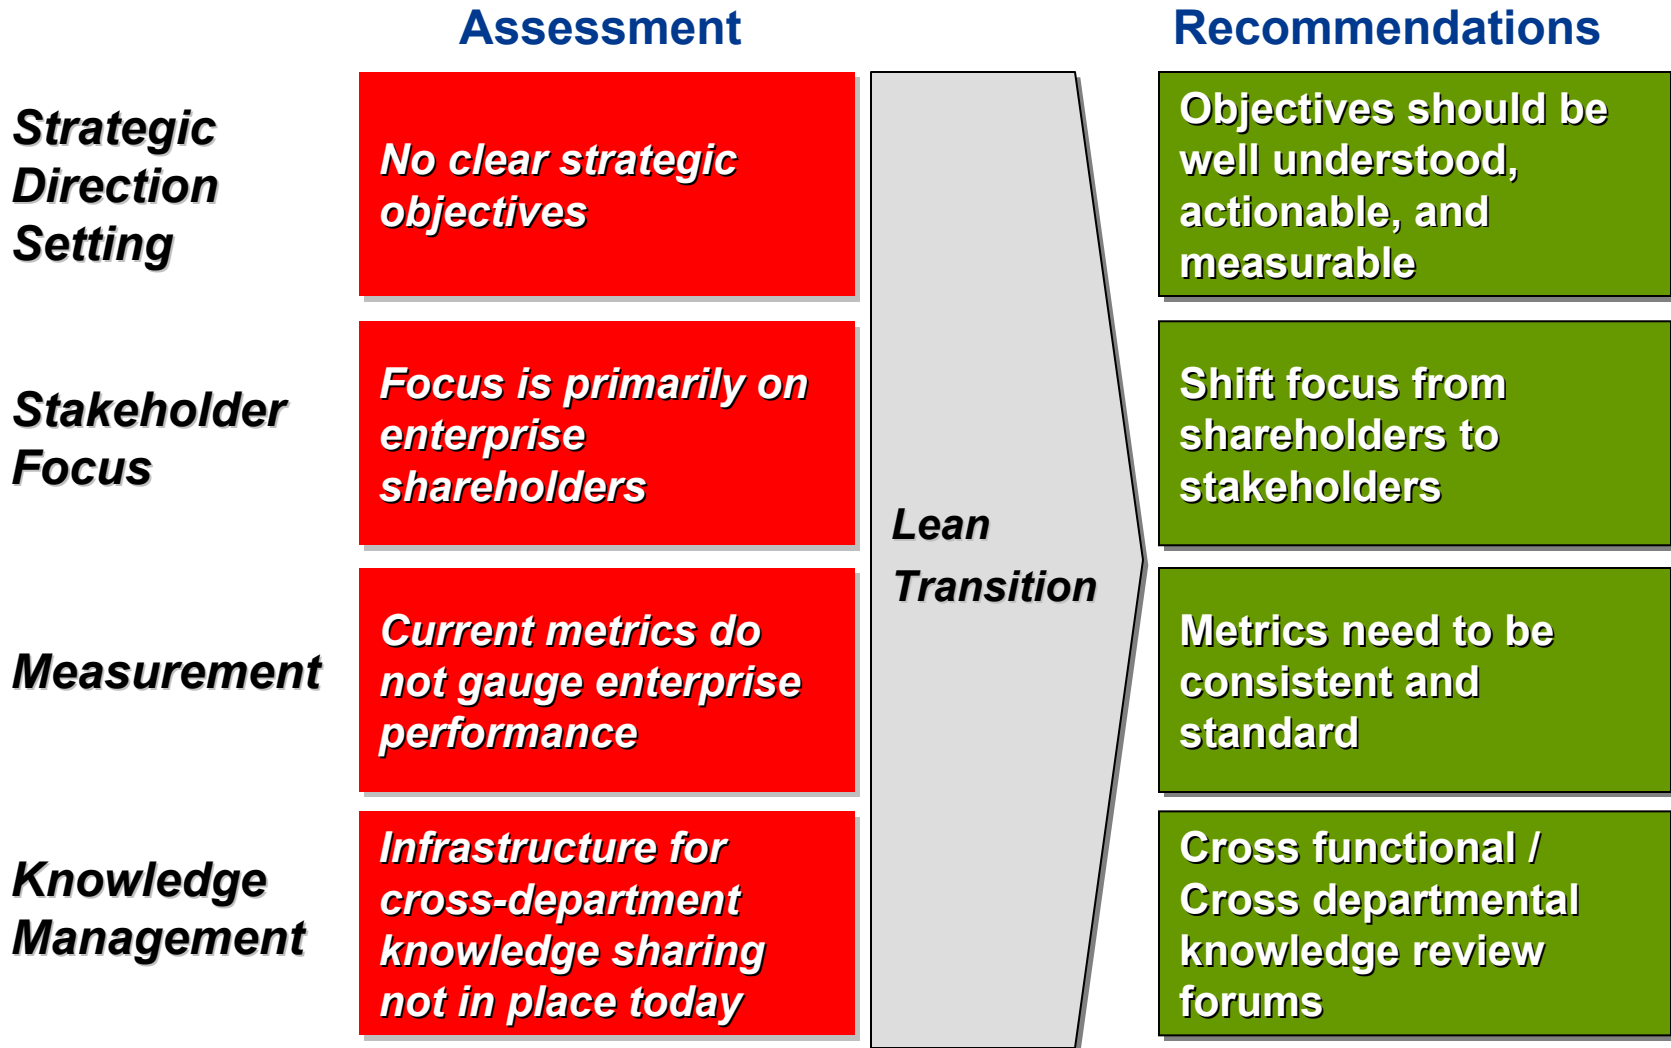 Assessment
Recommendations
Strategic
Direction
Setting
No clear strategic
objectives
Objectives should be
well understood,
actionable, and
measurable
Stakeholder
Focus
Focus is primarily on
enterprise
shareholders
Shift focus from
shareholders to
stakeholders
Lean
Transition
Measurement
Current metrics do
not gauge enterprise
performance
Metrics need to be
consistent and
standard
Knowledge
Management
Infrastructure for
cross-department
knowledge sharing
not in place today
Cross functional /
Cross departmental
knowledge review
forums